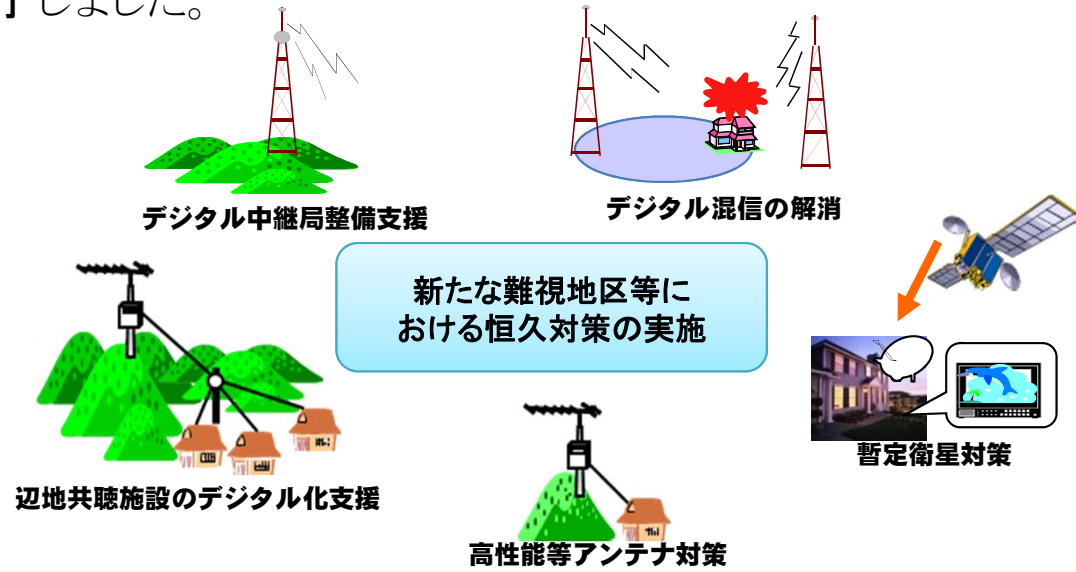 しました。
デジタル中継局整備支援
デジタル混信の解消
新たな難視地区等に
おける恒久対策の実施
暫定衛星対策
辺地共聴施設のデジタル化支援
高性能等アンテナ対策